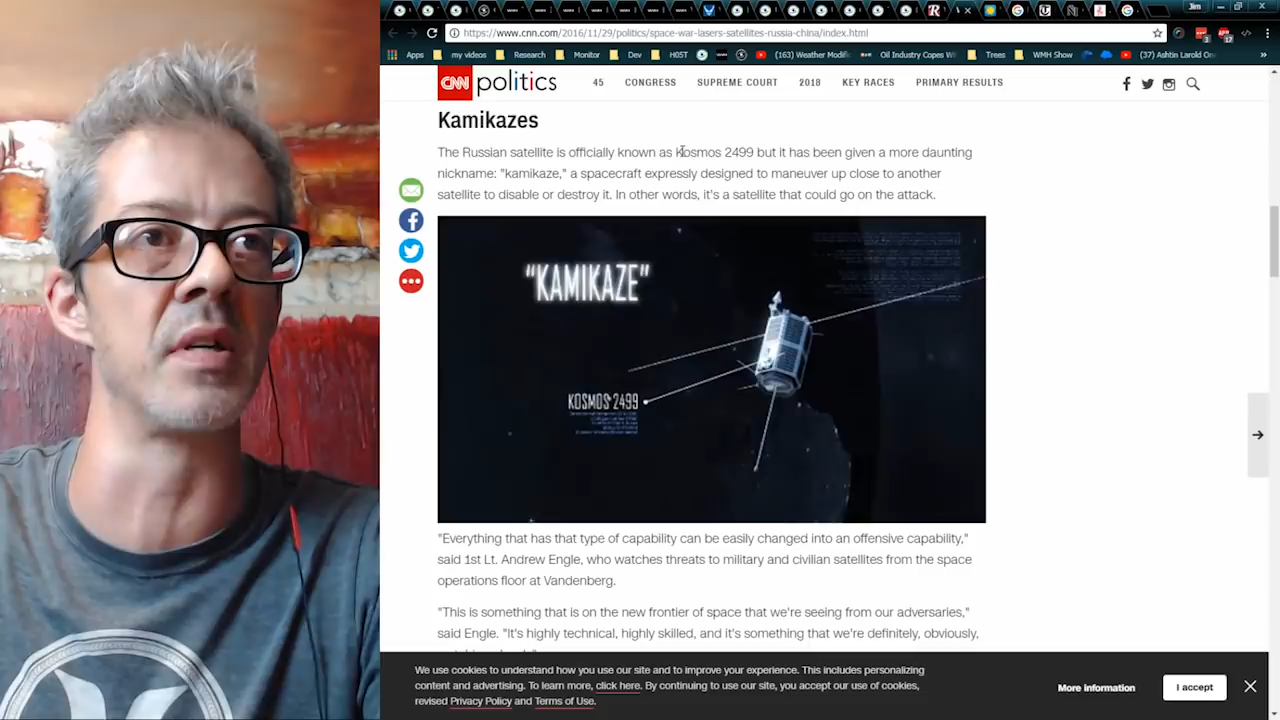 Jim
https://www.cnn.com/2016/11/29/politics/space-war-lasers-satellites-russia-china/index.html
Apps my videos Research Monitor Dev H05T (163) Weather Modific Oil Industry Copes W Trees WMH Show (37) Ashtin Larold On
CNN politics 45 CONGRESS SUPREME COURT 2018 KEY RACES PRIMARY RESULTS
Kamikazes
The Russian satellite is officially known as Kosmos 2499 but it has been given a more daunting
nickname: "kamikaze," a spacecraft expressly designed to maneuver up close to another
satellite to disable or destroy it. In other words, it's a satellite that could go on the attack.
"KAMIKAZE"
KOSMOS 2499
"Everything that has that type of capability can be easily changed into an offensive capability,"
said 1st Lt. Andrew Engle, who watches threats to military and civilian satellites from the space
operations floor at Vandenberg.
"This is something that is on the new frontier of space that we're seeing from our adversaries,"
said Engle. "It's highly technical, highly skilled, and it's something that we're definitely, obviously,
We use cookies to understand how you use our site and to improve your experience. This includes personalizing
content and advertising. To learn more, click here. By continuing to use our site, you accept our use of cookies,
revised Privacy Policy and Terms of Use.
More information
I accept